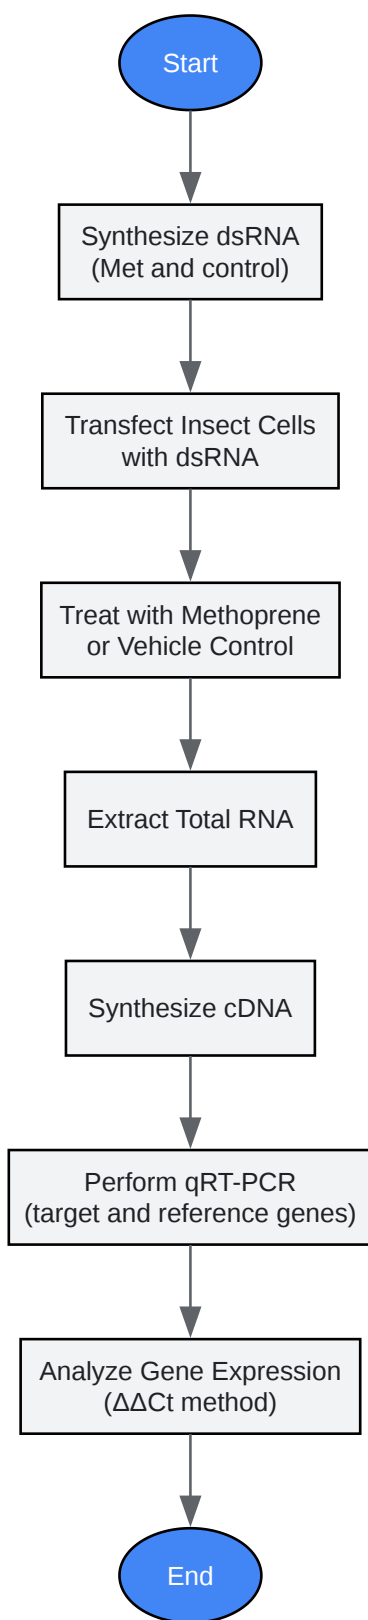 Start
Synthesize dsRNA
(Met and control)
Transfect Insect Cells
with dsRNA
Treat with Methoprene
or Vehicle Control
Extract Total RNA
Synthesize cDNA
Perform qRT-PCR
(target and reference genes)
Analyze Gene Expression
(ΔΔCt method)
End